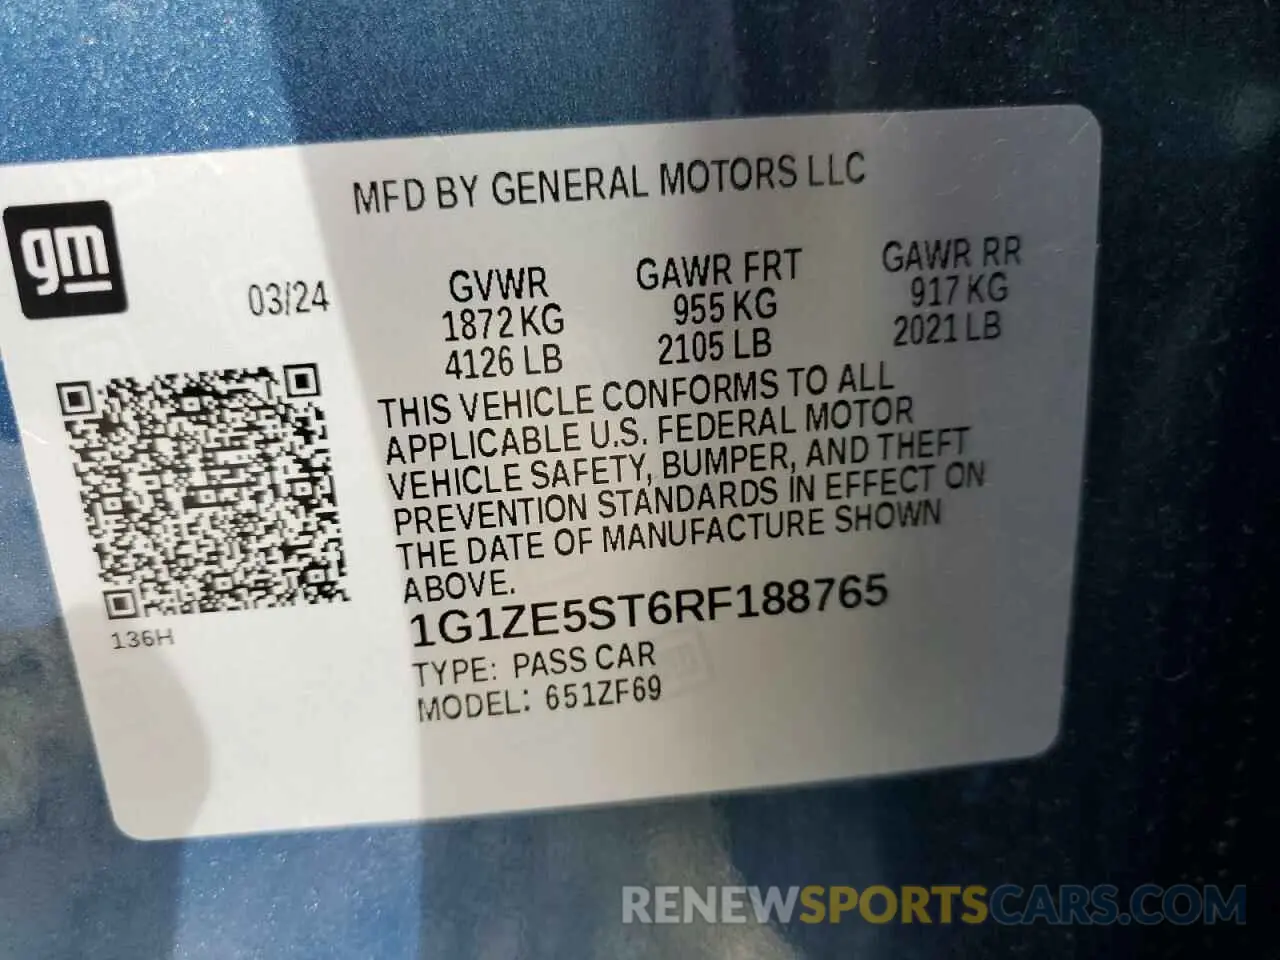 MFD BY GENERAL MOTORS LLC
gm
03/24
GVWR
1872 KG
4126 LB
GAWR FRT
955 KG
2105 LB
GAWR RR
917 KG
2021 LB
THIS VEHICLE CONFORMS TO ALL
APPLICABLE U.S. FEDERAL MOTOR
VEHICLE SAFETY, BUMPER, AND THEFT
PREVENTION STANDARDS IN EFFECT ON
THE DATE OF MANUFACTURE SHOWN
ABOVE.
1G1ZE5ST6RF188765
TYPE: PASS CAR
MODEL: 651ZF69
136H
RENEWSPORTSCARS.COM